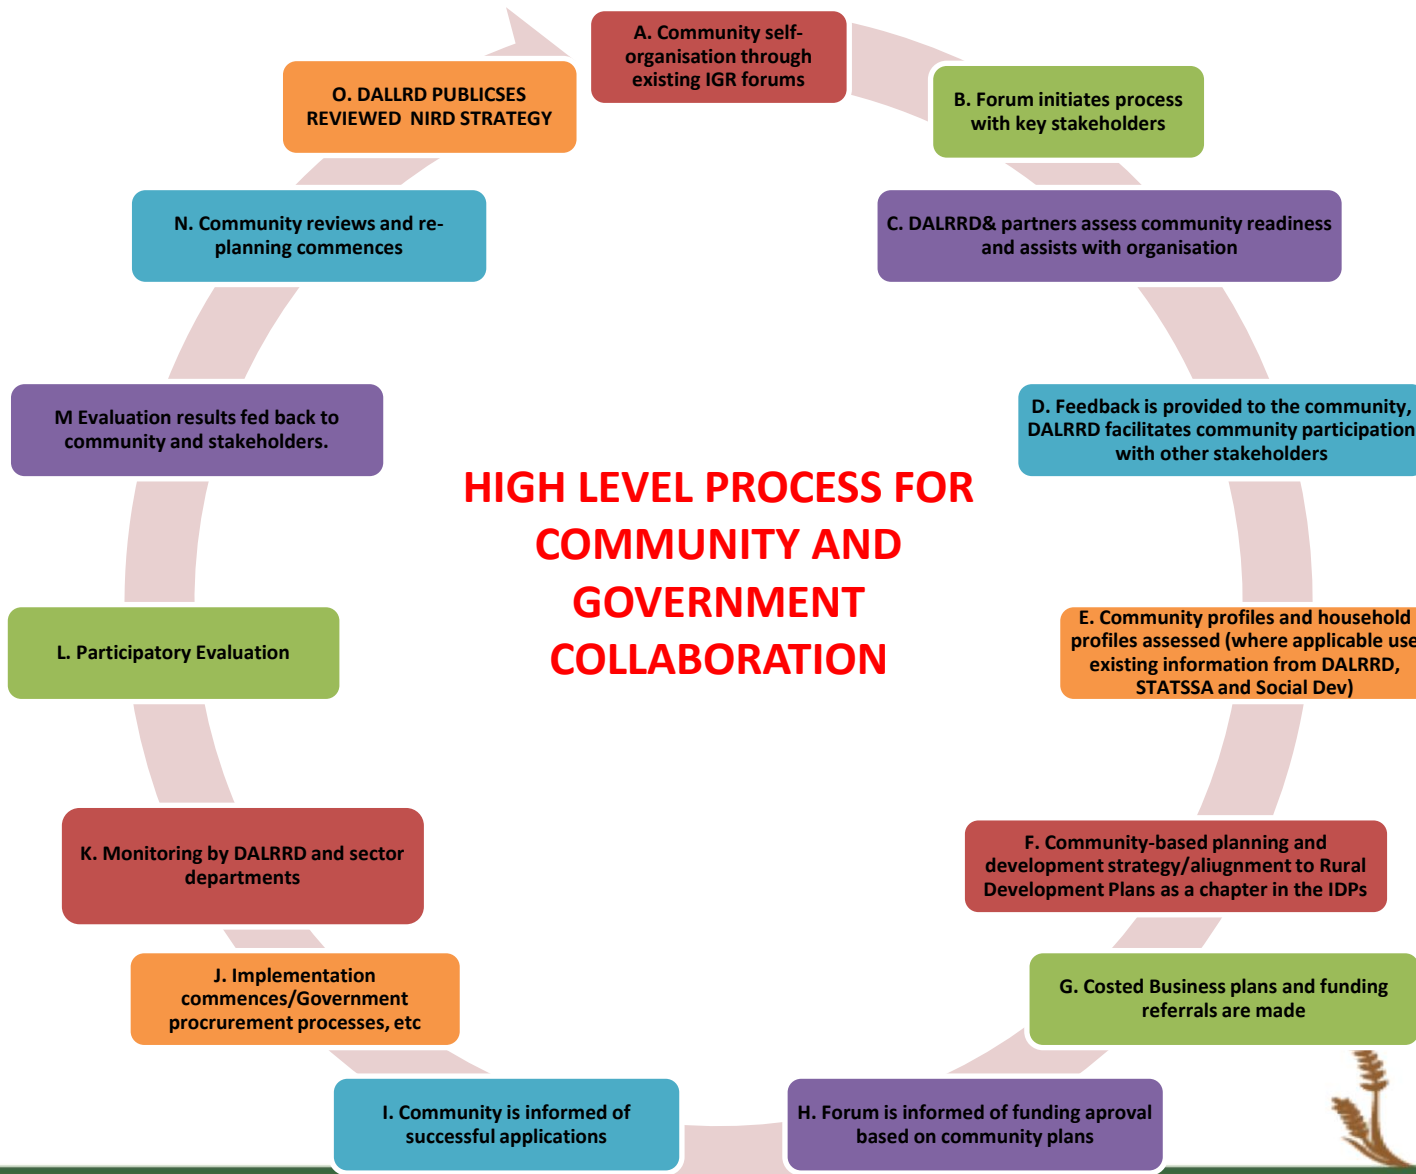 A. Community self-
organisation through
existing IGR forums
B. Forum initiates process
with key stakeholders
C. DALRRD& partners assess community readiness
and assists with organisation
D. Feedback is provided to the community,
DALRRD facilitates community participation
with other stakeholders
E. Community profiles and household
profiles assessed (where applicable use
existing information from DALRRD,
STATSSA and Social Dev)
F. Community-based planning and
development strategy/aliugnment to Rural
Development Plans as a chapter in the IDPs
G. Costed Business plans and funding
referrals are made
H. Forum is informed of funding aproval
based on community plans
I. Community is informed of
successful applications
J. Implementation
commences/Government
procrurement processes, etc
K. Monitoring by DALRRD and sector
departments
L. Participatory Evaluation
M Evaluation results fed back to
community and stakeholders.
N. Community reviews and re-
planning commences
O. DALLRD PUBLICSES
REVIEWED NIRD STRATEGY
HIGH LEVEL PROCESS FOR
COMMUNITY AND
GOVERNMENT
COLLABORATION